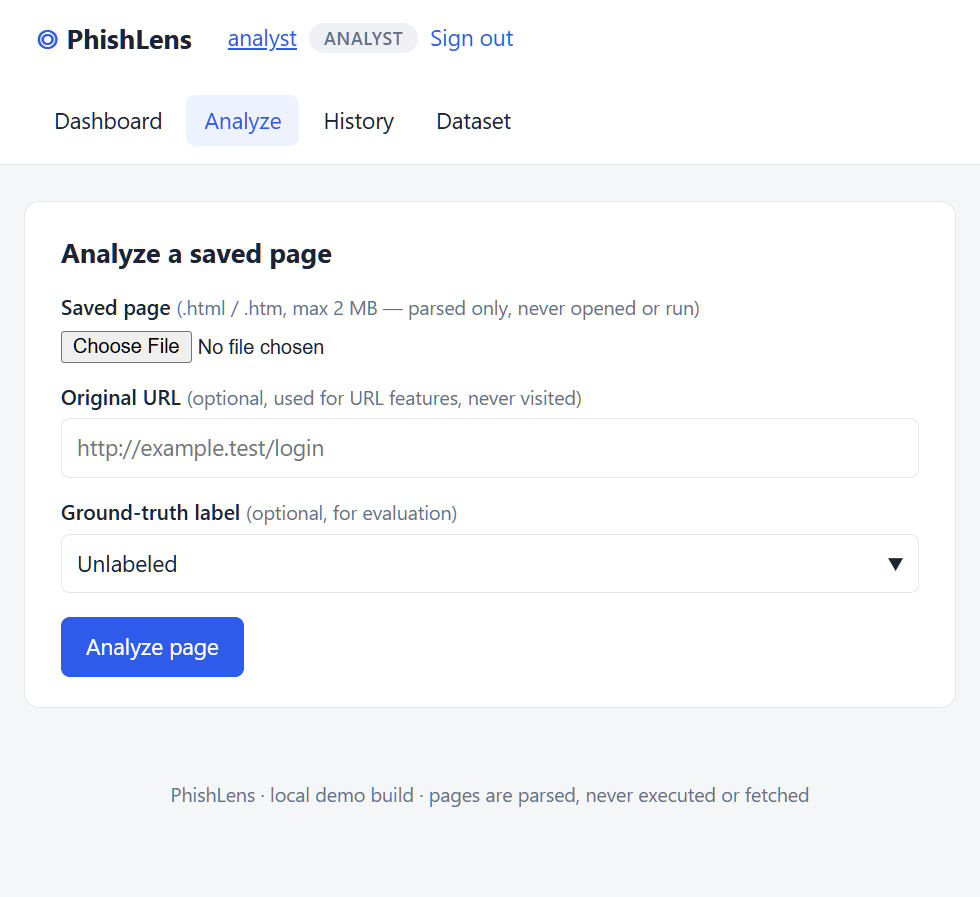 PhishLens analyst ANALYST Sign out
Dashboard Analyze History Dataset
Analyze a saved page
Saved page (.html / .htm, max 2 MB — parsed only, never opened or run)
Choose File No file chosen
Original URL (optional, used for URL features, never visited)
http://example.test/login
Ground-truth label (optional, for evaluation)
Unlabeled
Analyze page
PhishLens · local demo build · pages are parsed, never executed or fetched